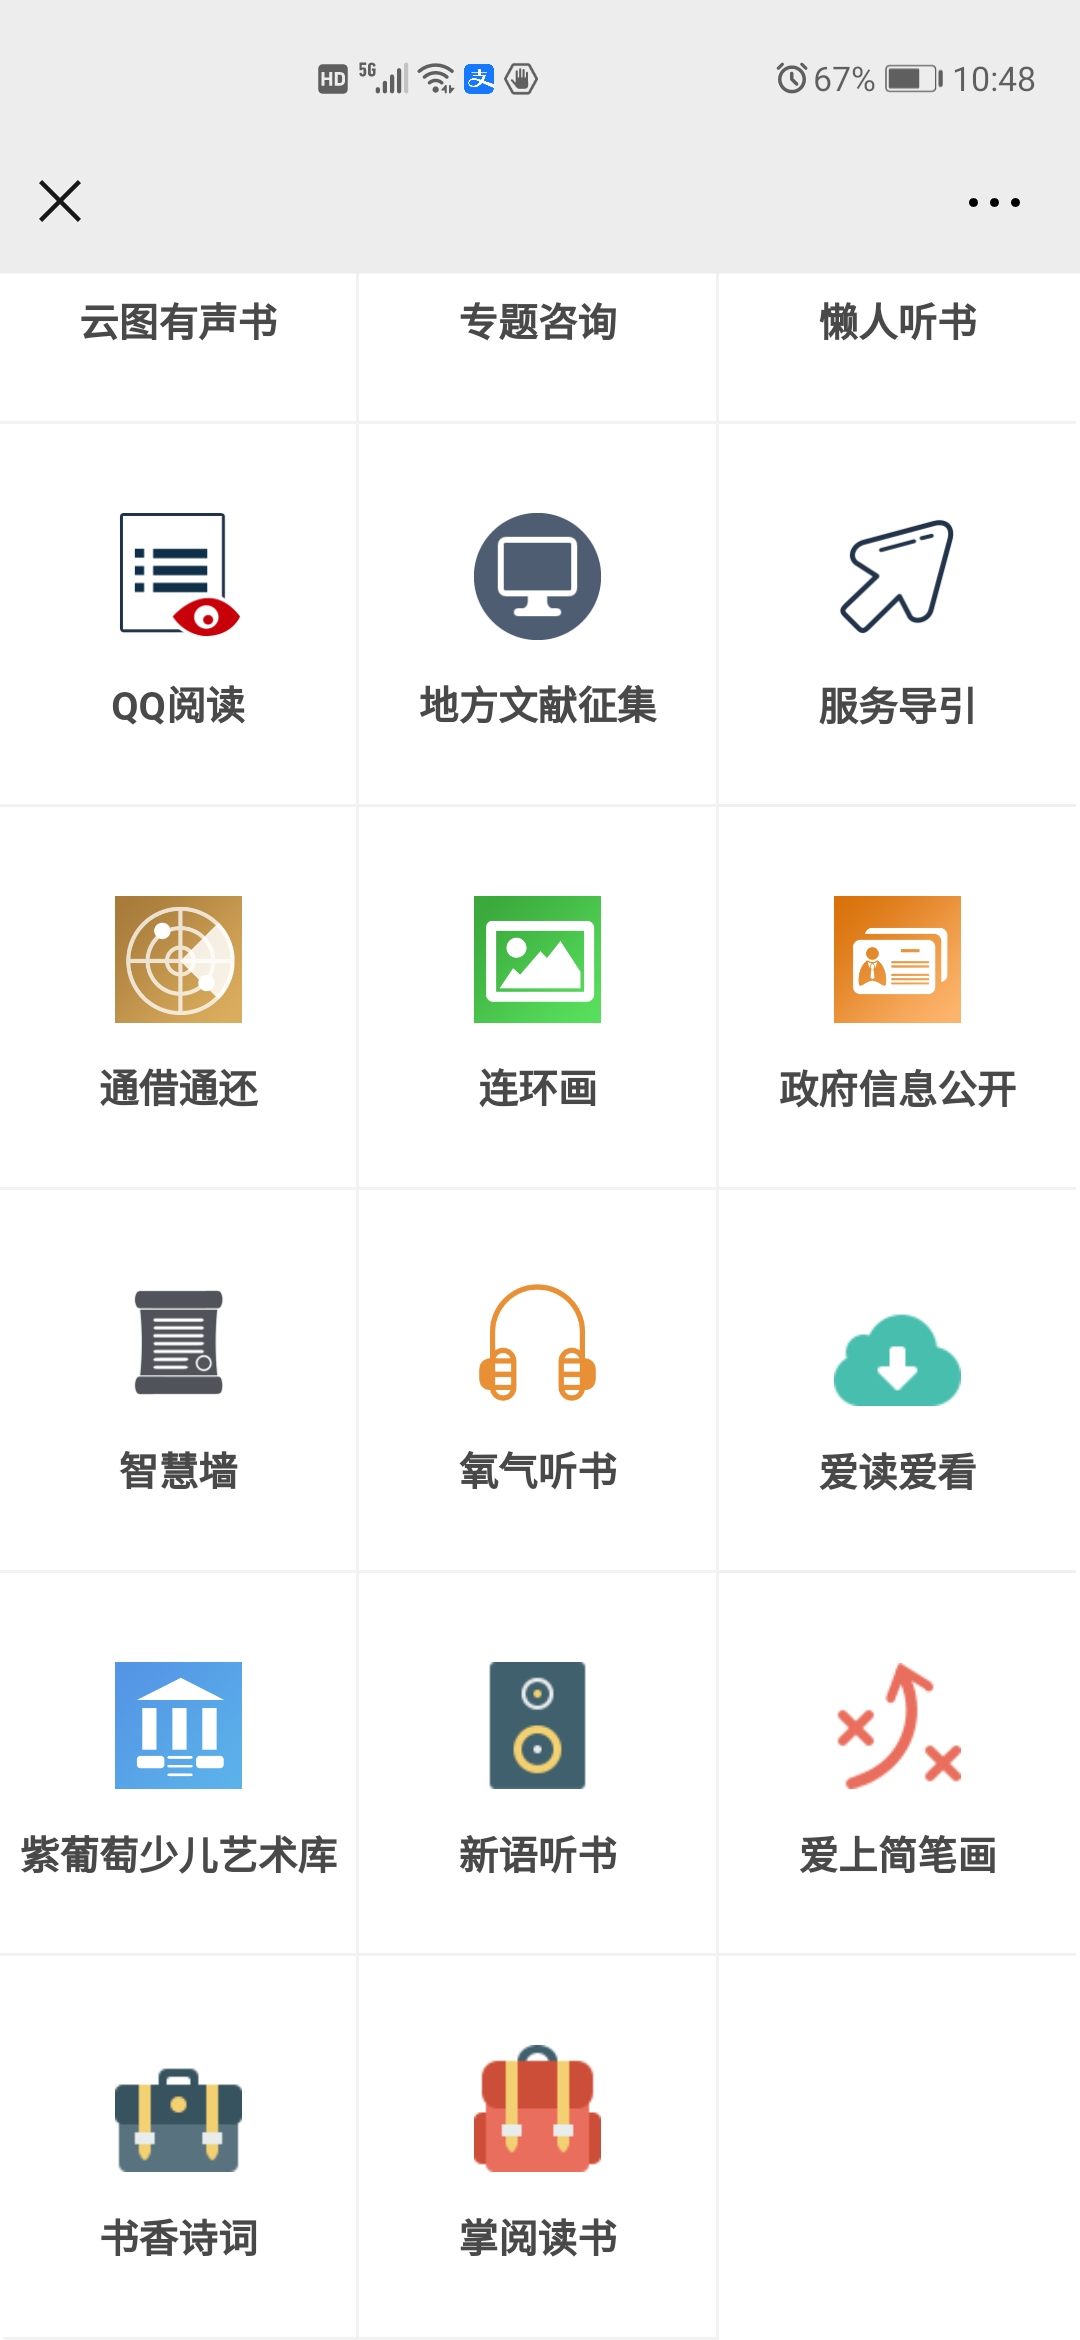 HD 5G 支 67% 10:48
云图有声书 专题咨询 懒人听书
QQ阅读 地方文献征集 服务导引
通借通还 连环画 政府信息公开
智慧墙 氧气听书 爱读爱看
紫葡萄少儿艺术库 新语听书 爱上简笔画
书香诗词 掌阅读书